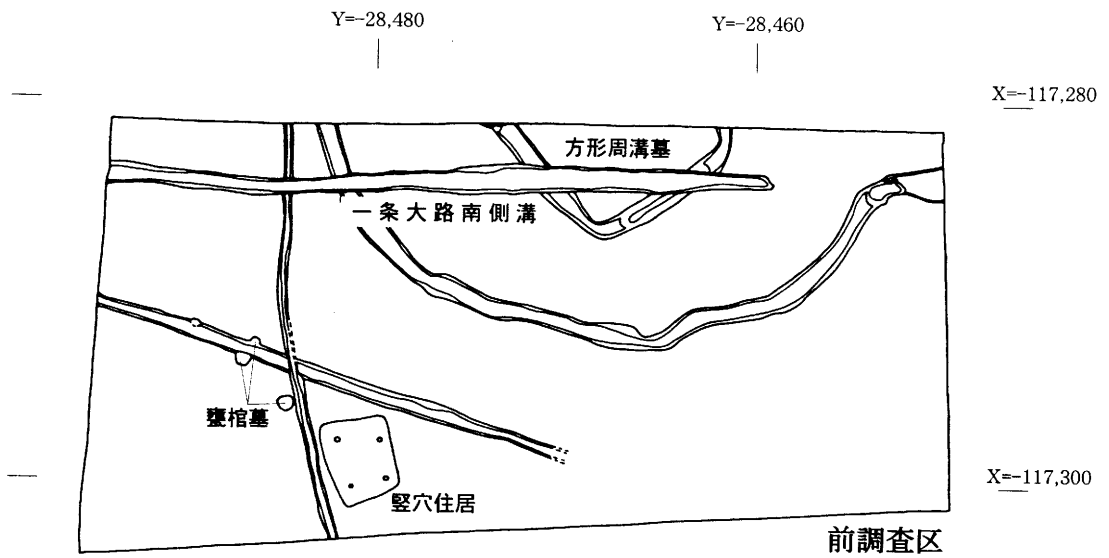 Y=-28,480
Y=-28,460
X=-117,280
方形周溝墓
一条大路南側溝
甕棺墓
竪穴住居
X=-117,300
前調査区